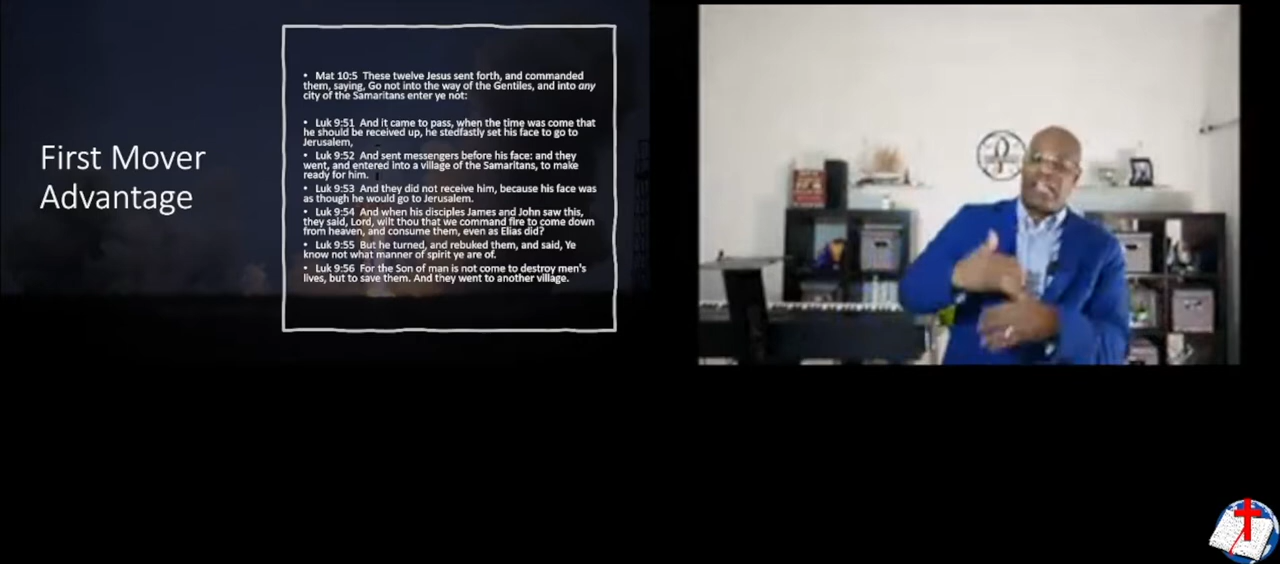 First Mover
Advantage
• Mat 10:5 These twelve Jesus sent forth, and commanded
them, saying, Go not into the way of the Gentiles, and into any
city of the Samaritans enter ye not:
• Luk 9:51 And it came to pass, when the time was come that
he should be received up, he stedfastly set his face to go to
Jerusalem,
• Luk 9:52 And sent messengers before his face: and they
went, and entered into a village of the Samaritans, to make
ready for him.
• Luk 9:53 And they did not receive him, because his face was
as though he would go to Jerusalem.
• Luk 9:54 And when his disciples James and John saw this,
they said, Lord, wilt thou that we command fire to come down
from heaven, and consume them, even as Elias did?
• Luk 9:55 But he turned, and rebuked them, and said, Ye
know not what manner of spirit ye are of.
• Luk 9:56 For the Son of man is not come to destroy men's
lives, but to save them. And they went to another village.